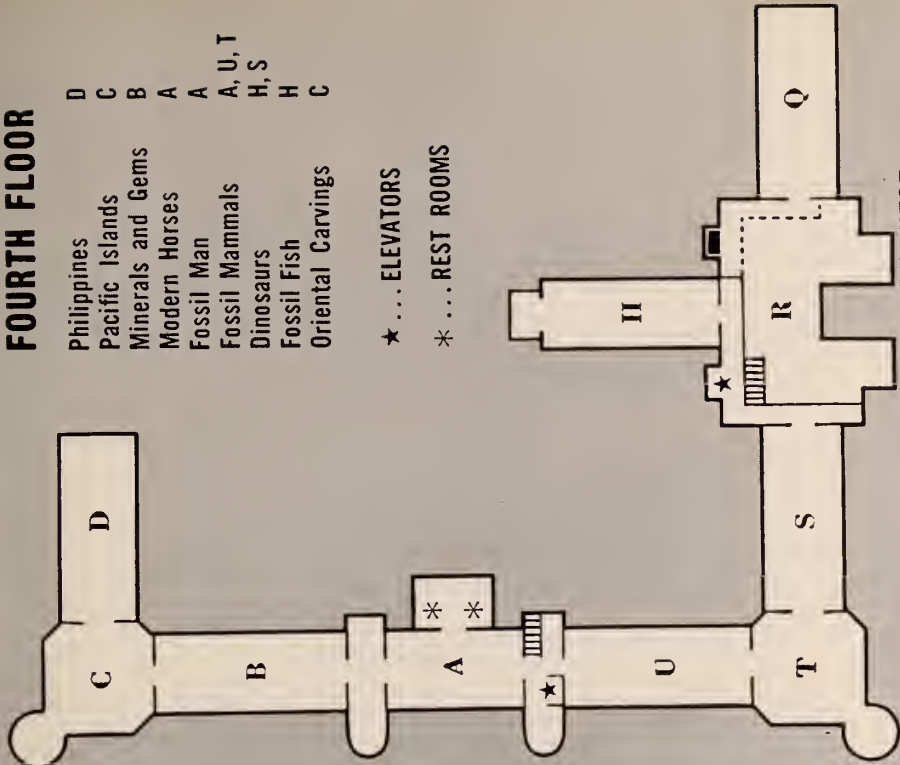 FOURTH FLOOR
Philippines D
Pacific Islands C
Minerals and Gems B
Modern Horses A
Fossil Man A
Fossil Mammals A, U, T
Dinosaurs H, S
Fossil Fish H
Oriental Carvings C
★... ELEVATORS
*... REST ROOMS
C
D
B
A
U
T
S
H
R
Q